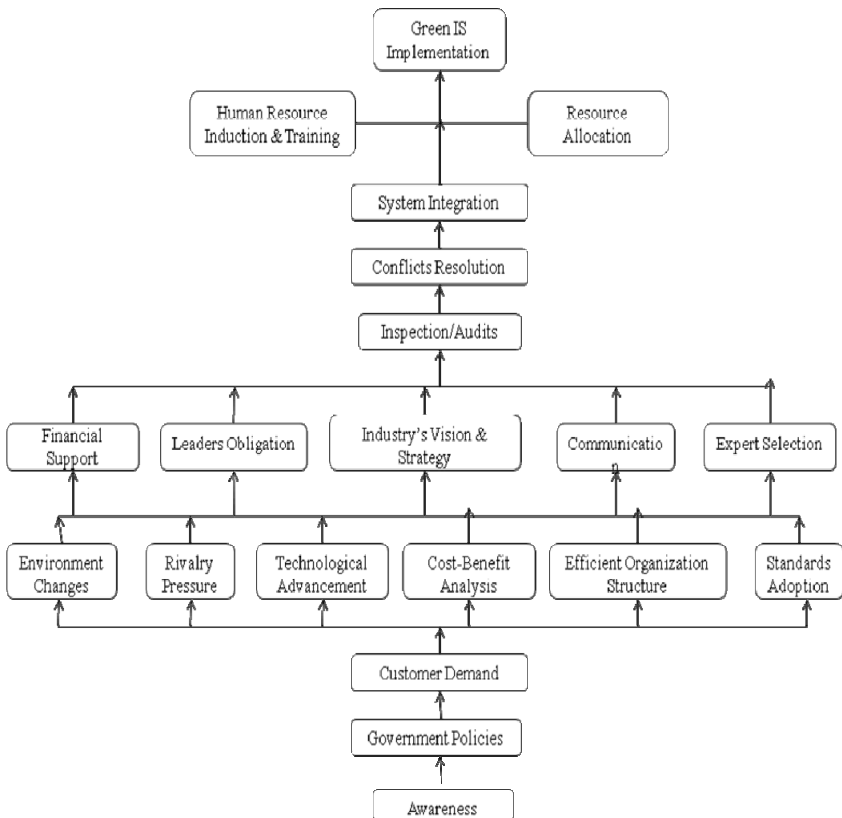 Green IS
Implementation
Human Resource
Induction & Training
Resource
Allocation
System Integration
Conflicts Resolution
Inspection/Audits
Financial
Support
Leaders Obligation
Industry's Vision &
Strategy
Communicatio
n
Expert Selection
Environment
Changes
Rivalry
Pressure
Technological
Advancement
Cost-Benefit
Analysis
Efficient Organization
Structure
Standards
Adoption
Customer Demand
Government Policies
Awareness